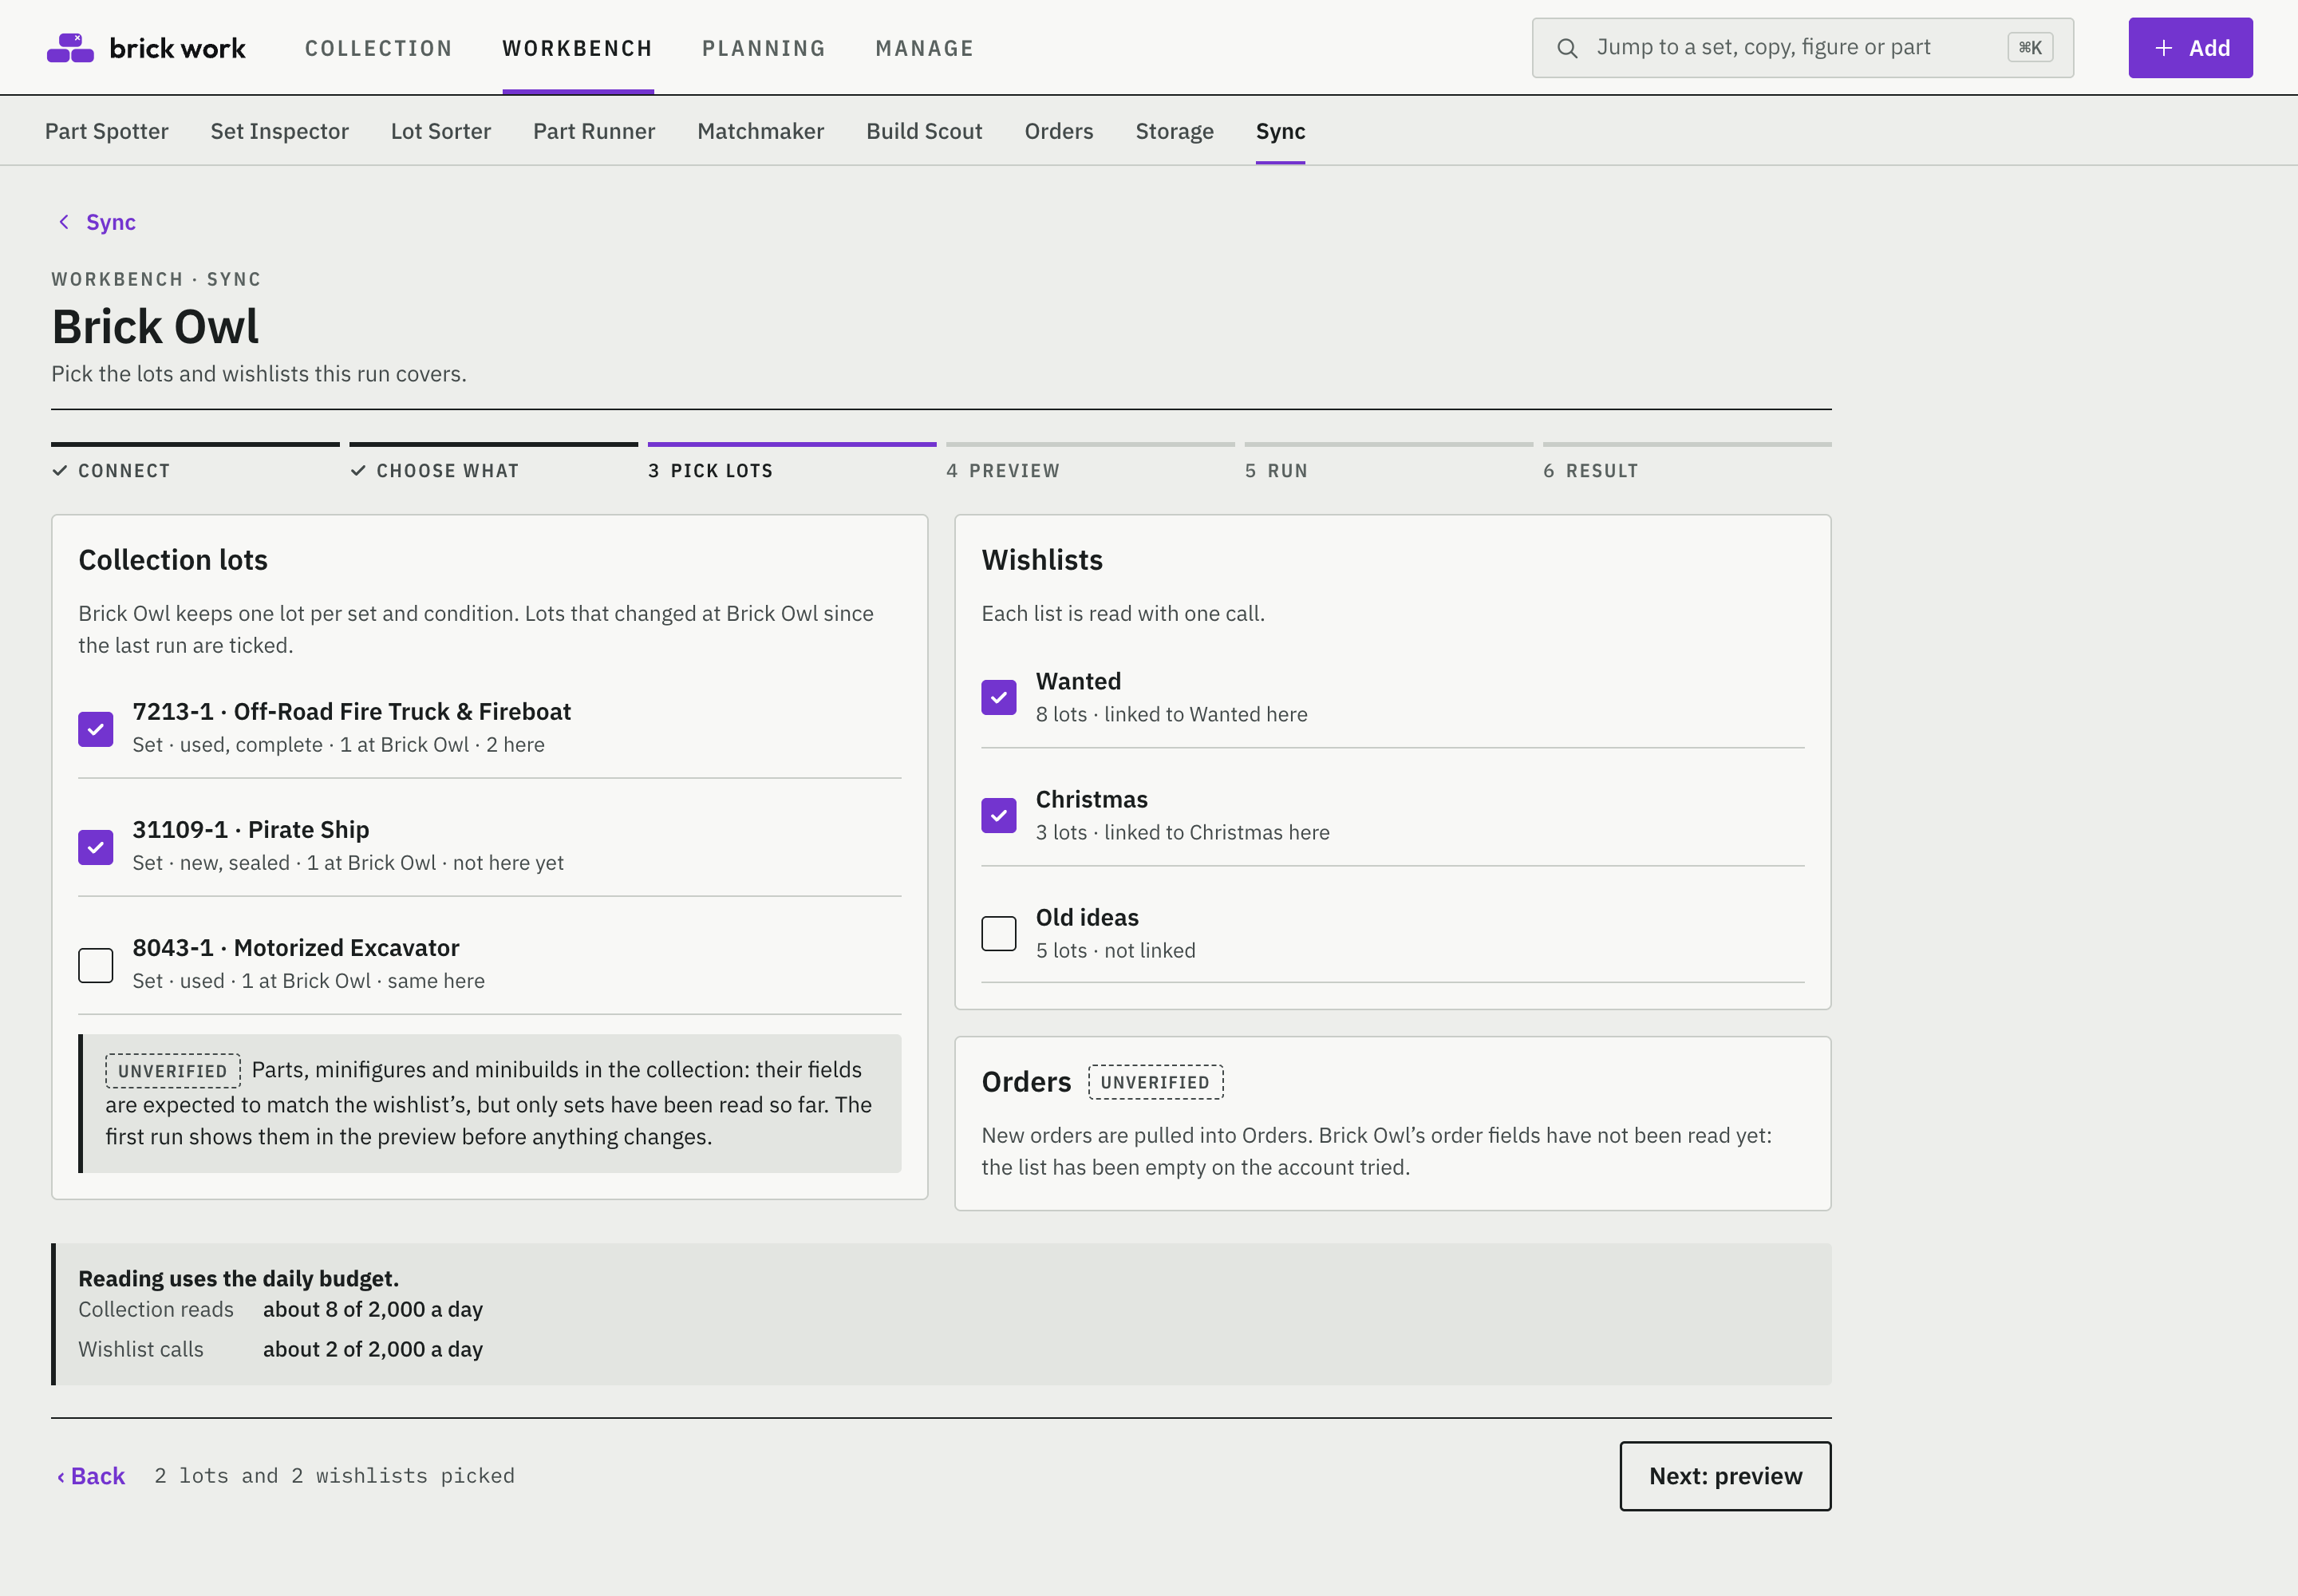 brick work
COLLECTION
WORKBENCH
PLANNING
MANAGE
Jump to a set, copy, figure or part
⌘K
+ Add
Part Spotter
Set Inspector
Lot Sorter
Part Runner
Matchmaker
Build Scout
Orders
Storage
Sync
Sync
WORKBENCH · SYNC
Brick Owl
Pick the lots and wishlists this run covers.
CONNECT
CHOOSE WHAT
3 PICK LOTS
4 PREVIEW
5 RUN
6 RESULT
Collection lots
Brick Owl keeps one lot per set and condition. Lots that changed at Brick Owl since
the last run are ticked.
7213-1 · Off-Road Fire Truck & Fireboat
Set · used, complete · 1 at Brick Owl · 2 here
31109-1 · Pirate Ship
Set · new, sealed · 1 at Brick Owl · not here yet
8043-1 · Motorized Excavator
Set · used · 1 at Brick Owl · same here
UNVERIFIED Parts, minifigures and minibuilds in the collection: their fields
are expected to match the wishlist’s, but only sets have been read so far. The
first run shows them in the preview before anything changes.
Wishlists
Each list is read with one call.
Wanted
8 lots · linked to Wanted here
Christmas
3 lots · linked to Christmas here
Old ideas
5 lots · not linked
Orders UNVERIFIED
New orders are pulled into Orders. Brick Owl’s order fields have not been read yet:
the list has been empty on the account tried.
Reading uses the daily budget.
Collection reads about 8 of 2,000 a day
Wishlist calls about 2 of 2,000 a day
‹ Back
2 lots and 2 wishlists picked
Next: preview